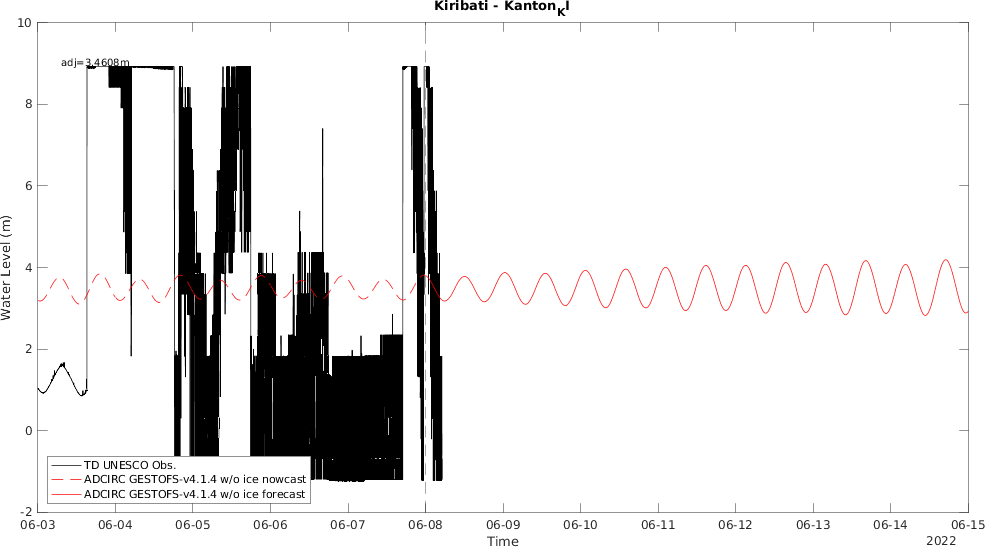 Kiribati - Kanton_KI
10
8
6
4
2
0
-2
Water Level (m)
adj=3.4608m
TD UNESCO Obs.
ADCIRC GESTOFS-v4.1.4 w/o ice nowcast
ADCIRC GESTOFS-v4.1.4 w/o ice forecast
06-03 06-04 06-05 06-06 06-07 06-08 06-09 06-10 06-11 06-12 06-13 06-14 06-15
Time
2022